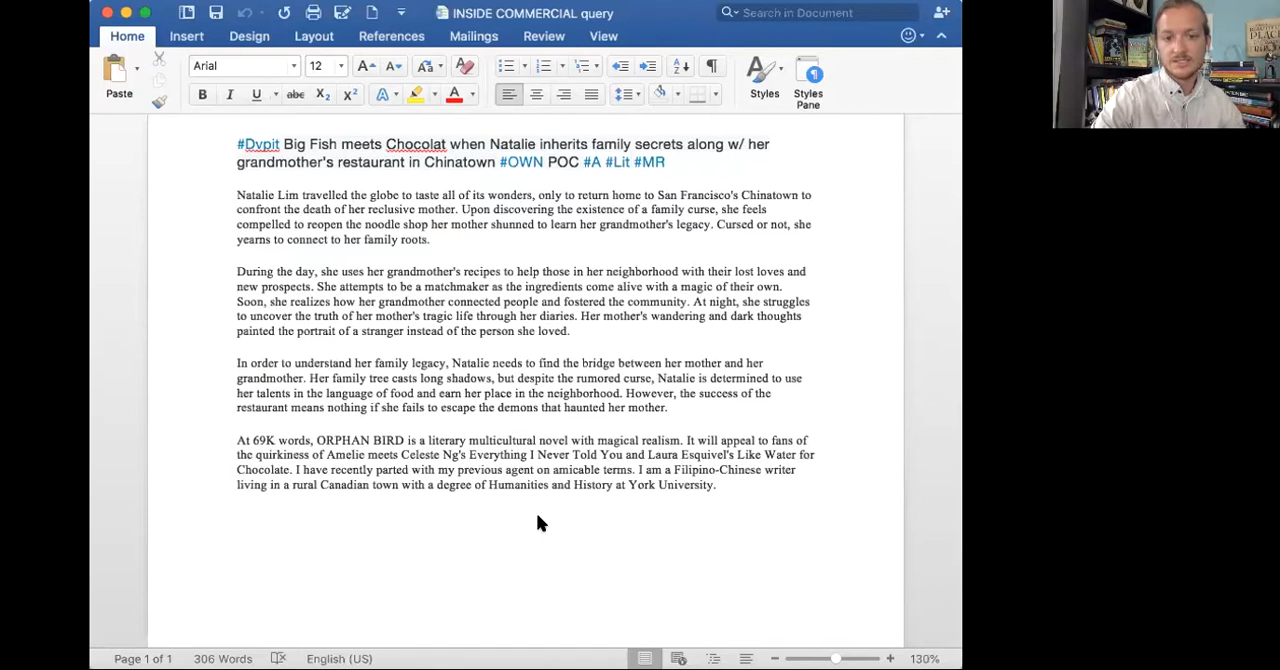 INSIDE COMMERCIAL query
Search in Document
Home Insert Design Layout References Mailings Review View
Arial 12
Paste
Styles Styles
Pane
#Dvpit Big Fish meets Chocolat when Natalie inherits family secrets along w/ her
grandmother's restaurant in Chinatown #OWN POC #A #Lit #MR
Natalie Lim travelled the globe to taste all of its wonders, only to return home to San Francisco's Chinatown to
confront the death of her reclusive mother. Upon discovering the existence of a family curse, she feels
compelled to reopen the noodle shop her mother shunned to learn her grandmother's legacy. Cursed or not, she
yearns to connect to her family roots.
During the day, she uses her grandmother's recipes to help those in her neighborhood with their lost loves and
new prospects. She attempts to be a matchmaker as the ingredients come alive with a magic of their own.
Soon, she realizes how her grandmother connected people and fostered the community. At night, she struggles
to uncover the truth of her mother's tragic life through her diaries. Her mother's wandering and dark thoughts
painted the portrait of a stranger instead of the person she loved.
In order to understand her family legacy, Natalie needs to find the bridge between her mother and her
grandmother. Her family tree casts long shadows, but despite the rumored curse, Natalie is determined to use
her talents in the language of food and earn her place in the neighborhood. However, the success of the
restaurant means nothing if she fails to escape the demons that haunted her mother.
At 69K words, ORPHAN BIRD is a literary multicultural novel with magical realism. It will appeal to fans of
the quirkiness of Amelie meets Celeste Ng's Everything I Never Told You and Laura Esquivel's Like Water for
Chocolate. I have recently parted with my previous agent on amicable terms. I am a Filipino-Chinese writer
living in a rural Canadian town with a degree of Humanities and History at York University.
Page 1 of 1 306 Words English (US) 130%